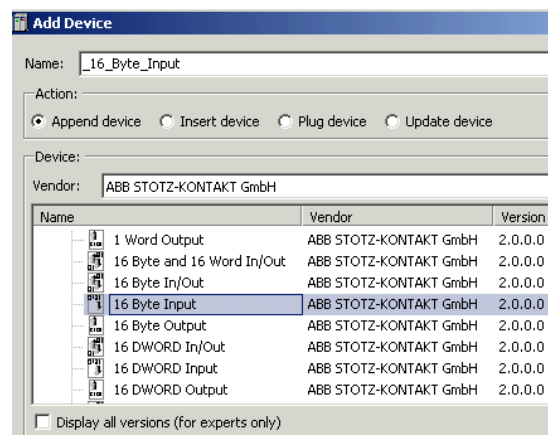 Add Device
Name: _16_Byte_Input
Action:
Append device Insert device Plug device Update device
Device:
Vendor: ABB STOTZ-KONTAKT GmbH
Name Vendor Version
1 Word Output ABB STOTZ-KONTAKT GmbH 2.0.0.0
16 Byte and 16 Word In/Out ABB STOTZ-KONTAKT GmbH 2.0.0.0
16 Byte In/Out ABB STOTZ-KONTAKT GmbH 2.0.0.0
16 Byte Input ABB STOTZ-KONTAKT GmbH 2.0.0.0
16 Byte Output ABB STOTZ-KONTAKT GmbH 2.0.0.0
16 DWORD In/Out ABB STOTZ-KONTAKT GmbH 2.0.0.0
16 DWORD Input ABB STOTZ-KONTAKT GmbH 2.0.0.0
16 DWORD Output ABB STOTZ-KONTAKT GmbH 2.0.0.0
Display all versions (for experts only)